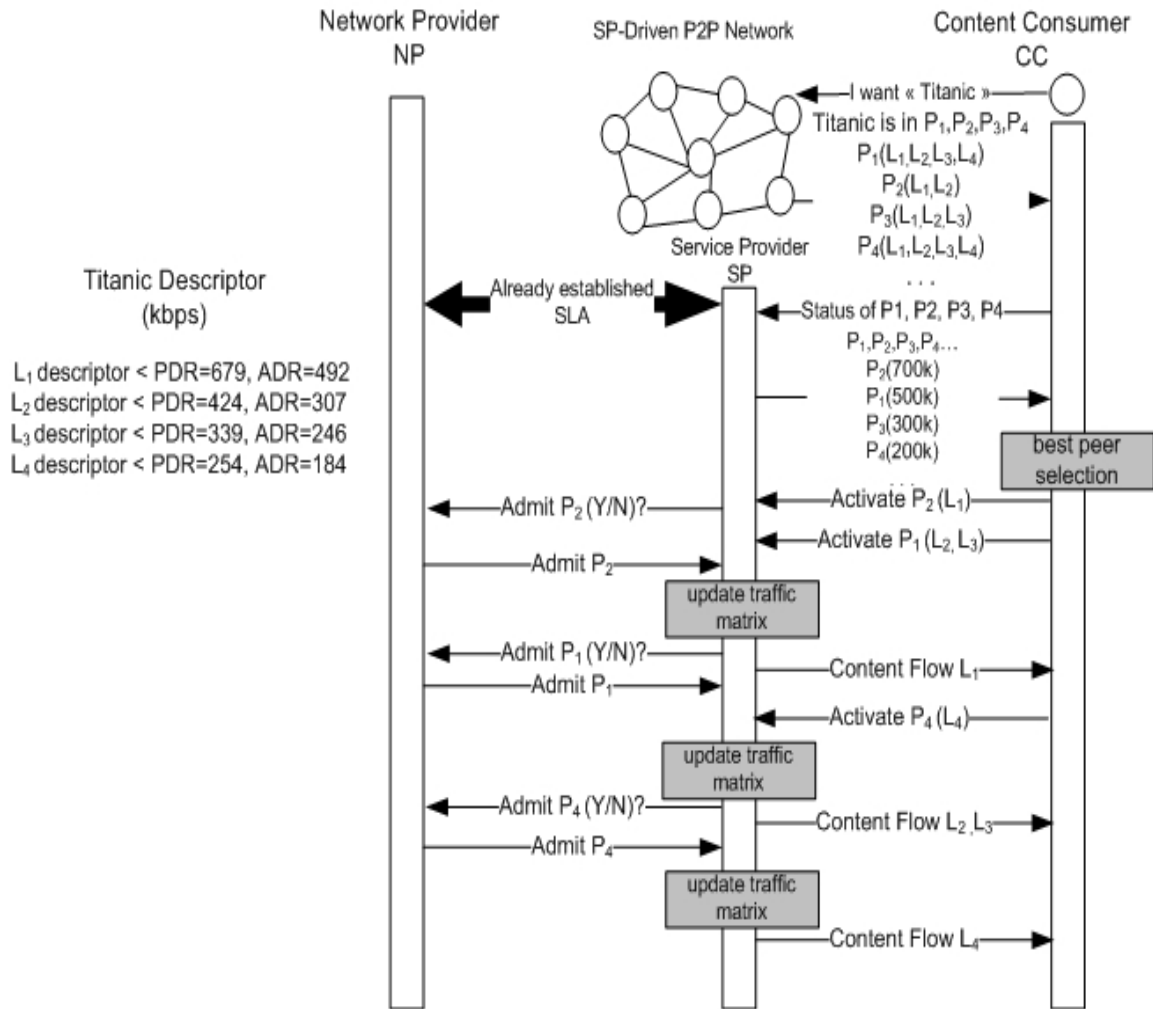 Network Provider
NP
SP-Driven P2P Network
Content Consumer
CC
I want « Titanic »
Titanic is in P₁,P₂,P₃,P₄
P₁(L₁,L₂,L₃,L₄)
P₂(L₁,L₂)
P₃(L₁,L₂,L₃)
P₄(L₁,L₂,L₃,L₄)
. . .
Service Provider
SP
Already established
SLA
Titanic Descriptor
(kbps)
L₁ descriptor < PDR=679, ADR=492
L₂ descriptor < PDR=424, ADR=307
L₃ descriptor < PDR=339, ADR=246
L₄ descriptor < PDR=254, ADR=184
Status of P1, P2, P3, P4
P₁,P₂,P₃,P₄...
P₂(700k)
P₁(500k)
P₃(300k)
P₄(200k)
. . .
best peer
selection
Activate P₂ (L₁)
Admit P₂ (Y/N)?
Activate P₁ (L₂, L₃)
Admit P₂
update traffic
matrix
Admit P₁ (Y/N)?
Content Flow L₁
Admit P₁
Activate P₄ (L₄)
update traffic
matrix
Admit P₄ (Y/N)?
Content Flow L₂,L₃
Admit P₄
update traffic
matrix
Content Flow L₄